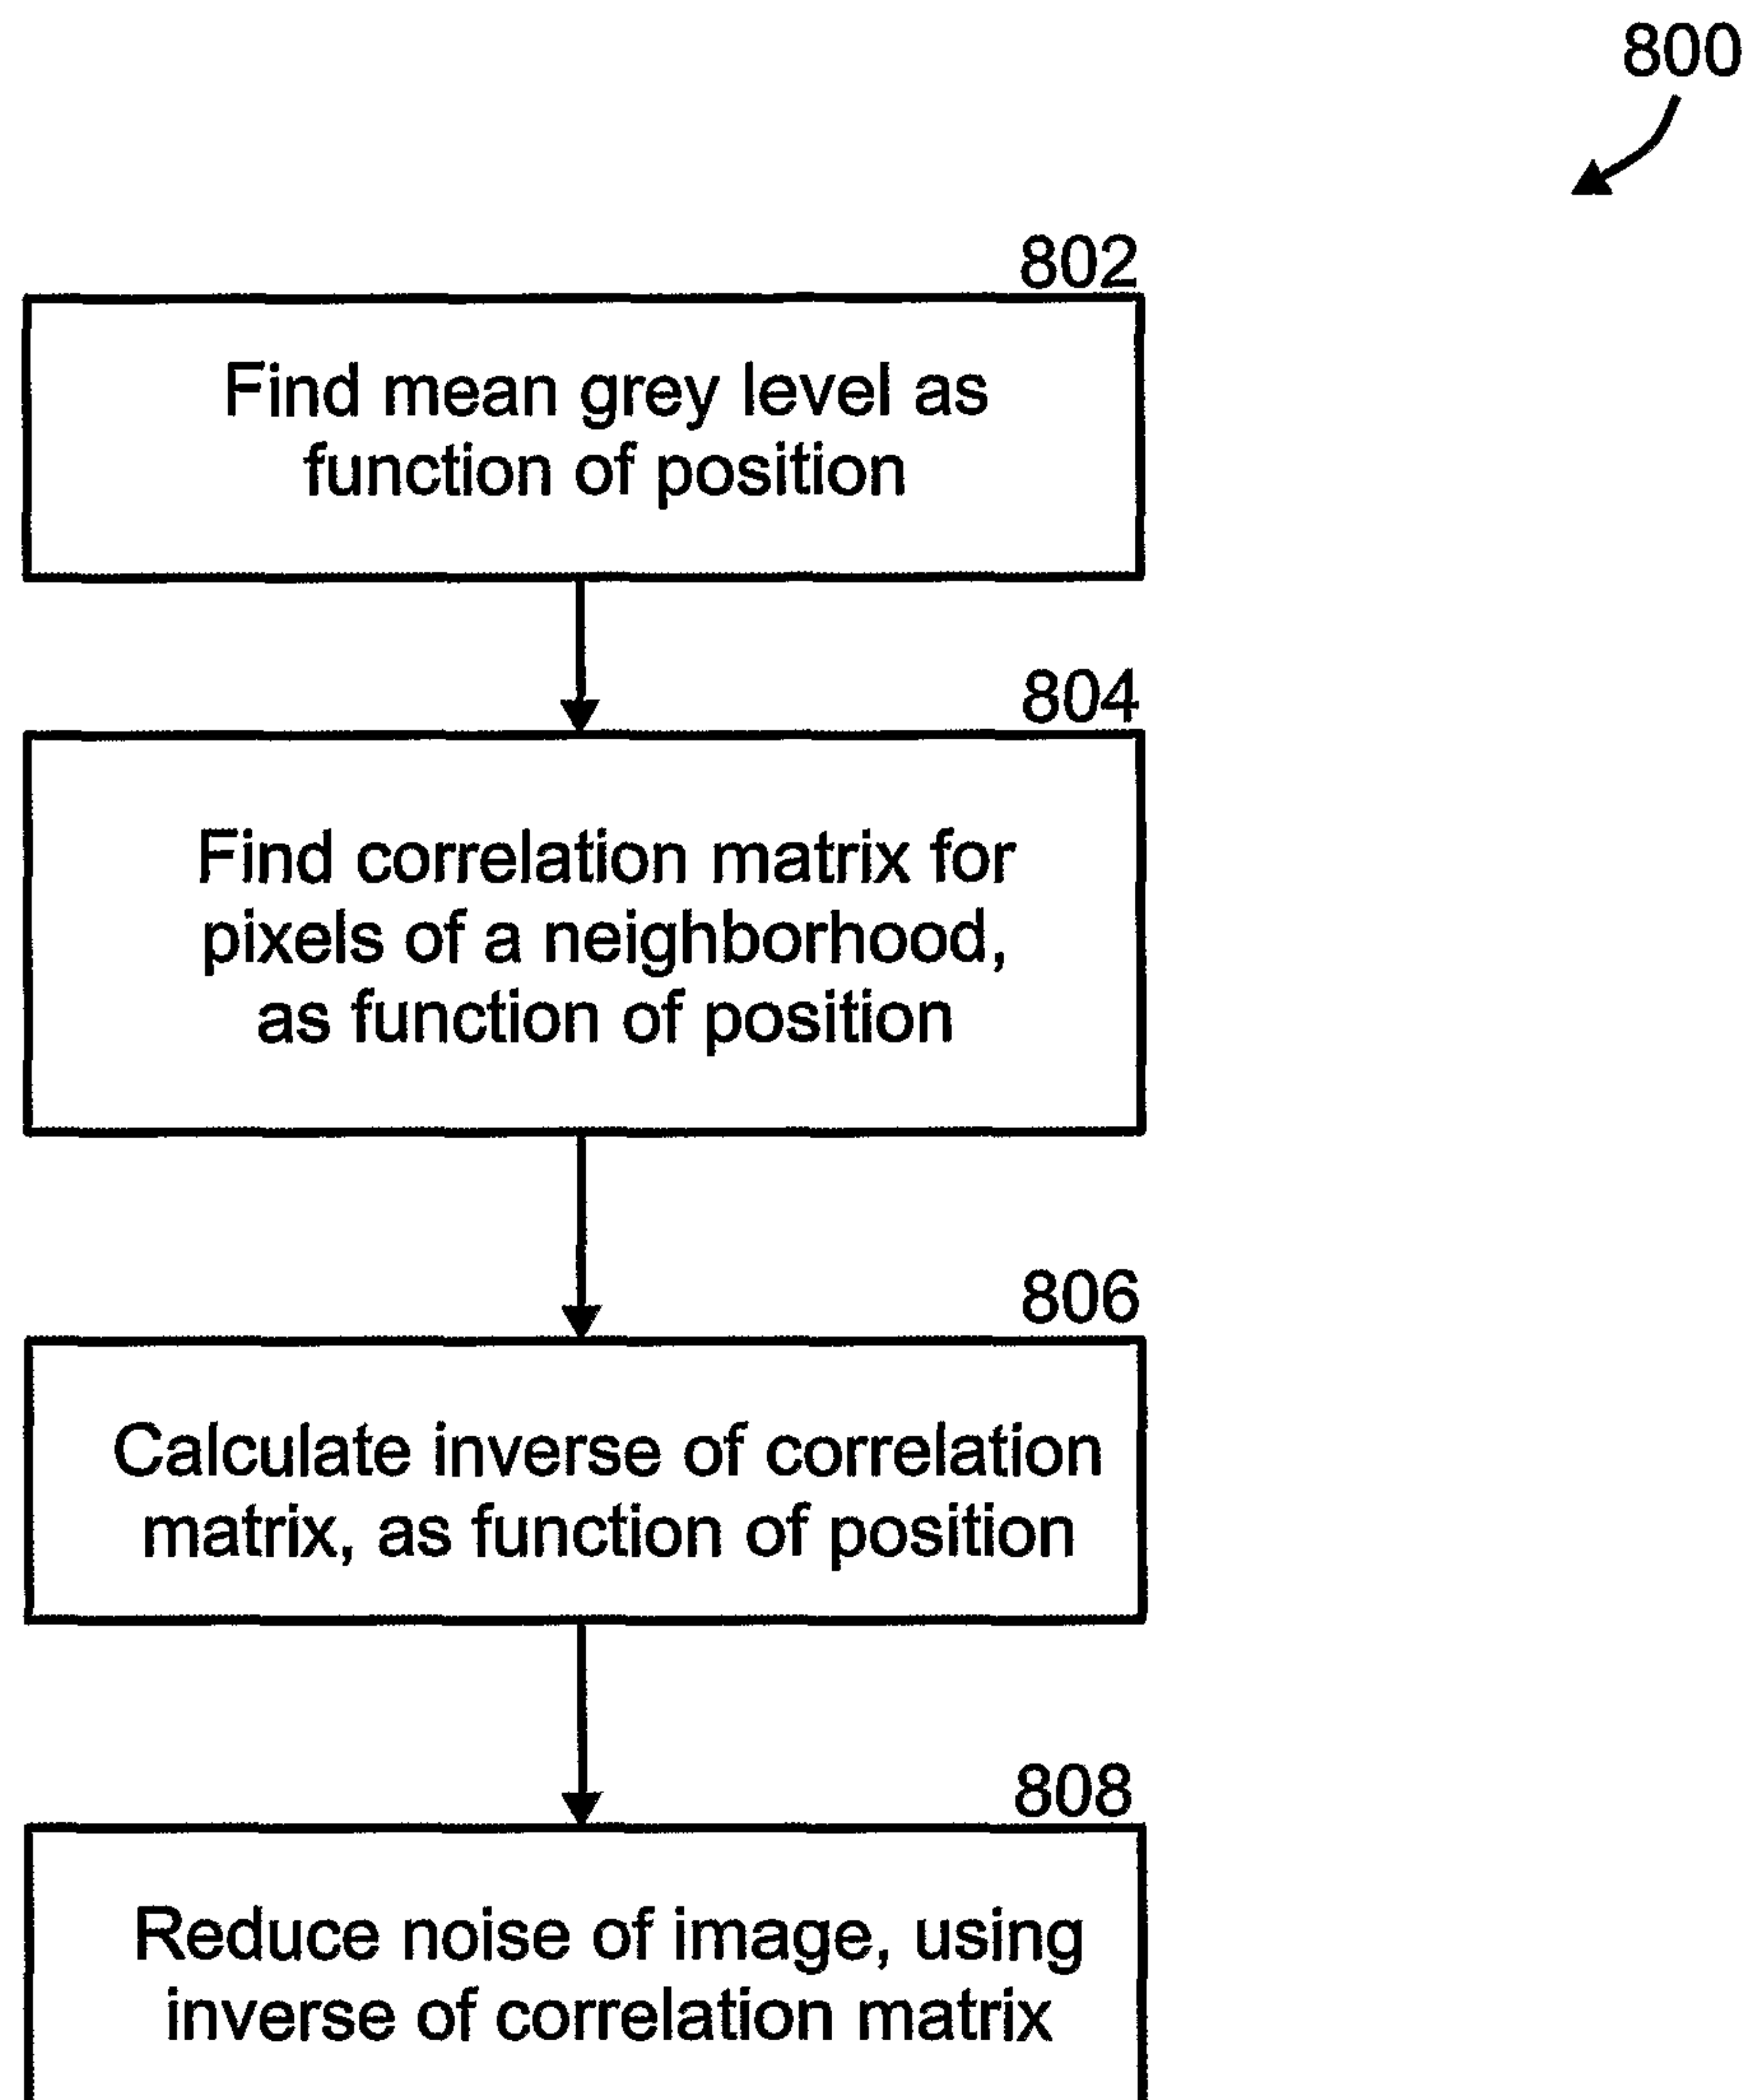 800
802
Find mean grey level as
function of position
804
Find correlation matrix for
pixels of a neighborhood,
as function of position
806
Calculate inverse of correlation
matrix, as function of position
808
Reduce noise of image, using
inverse of correlation matrix